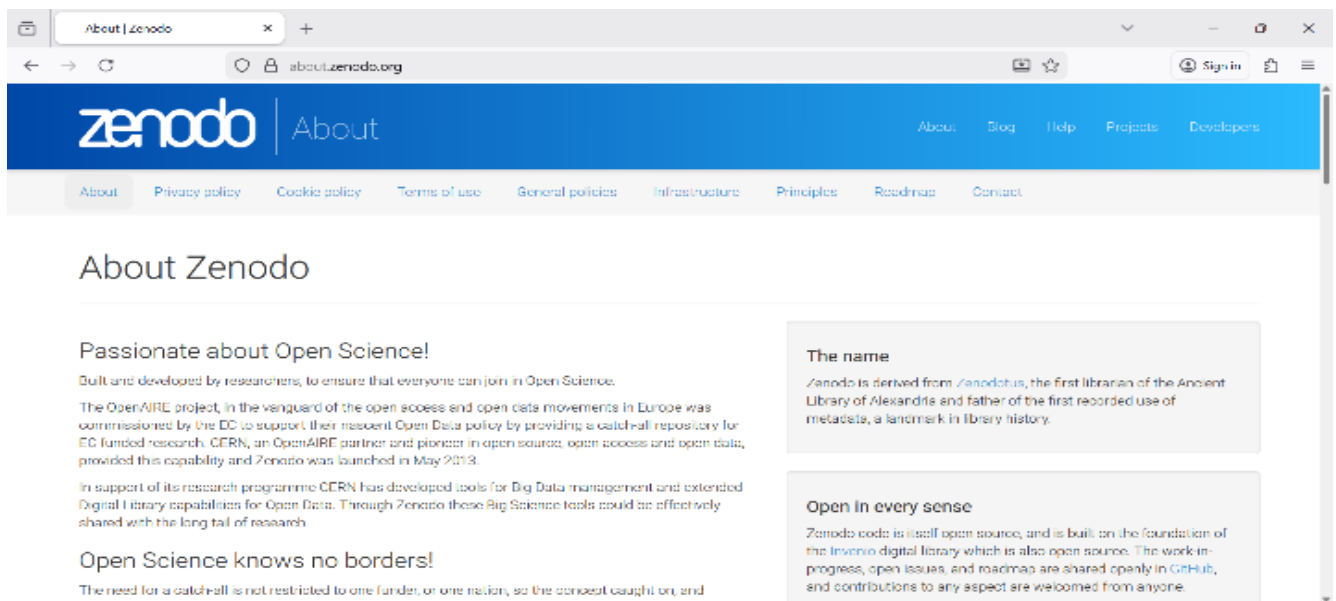 About | Zenodo
about.zenodo.org
Sign in
zenodo | About
About Blog Help Projects Developers
About Privacy policy Cookie policy Terms of use General policies Infrastructure Principles Roadmap Contact
About Zenodo
Passionate about Open Science!
Built and developed by researchers, to ensure that everyone can join in Open Science.
The OpenAIRE project, in the vanguard of the open access and open data movements in Europe was
commissioned by the EC to support their nascent Open Data policy by providing a catch-all repository for
EC funded research. CERN, an OpenAIRE partner and pioneer in open source, open access and open data,
provided this capability and Zenodo was launched in May 2013.
In support of its research programme CERN has developed tools for Big Data management and extended
Digital Library capabilities for Open Data. Through Zenodo these Big Science tools could be effectively
shared with the long tail of research.
Open Science knows no borders!
The need for a catch-all is not restricted to one funder, or one nation, so the concept caught on, and
The name
Zenodo is derived from Zenodotus, the first librarian of the Ancient
Library of Alexandria and father of the first recorded use of
metadata, a landmark in library history.
Open in every sense
Zenodo code is itself open source, and is built on the foundation of
the Invenio digital library which is also open source. The work-in-
progress, open issues, and roadmap are shared openly in GitHub,
and contributions to any aspect are welcomed from anyone.